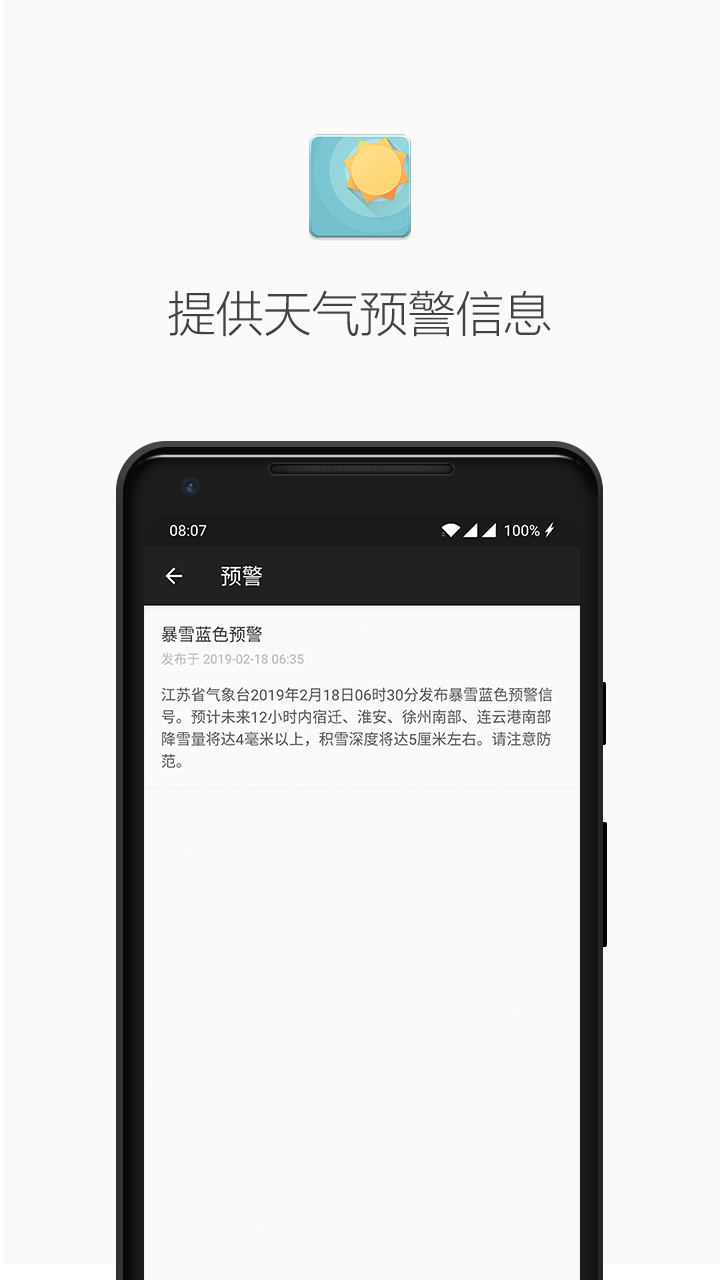 提供天气预警信息
08:07
100%
预警
暴雪蓝色预警
发布于 2019-02-18 06:35
江苏省气象台2019年2月18日06时30分发布暴雪蓝色预警信
号。预计未来12小时内宿迁、淮安、徐州南部、连云港南部
降雪量将达4毫米以上，积雪深度将达5厘米左右。请注意防
范。